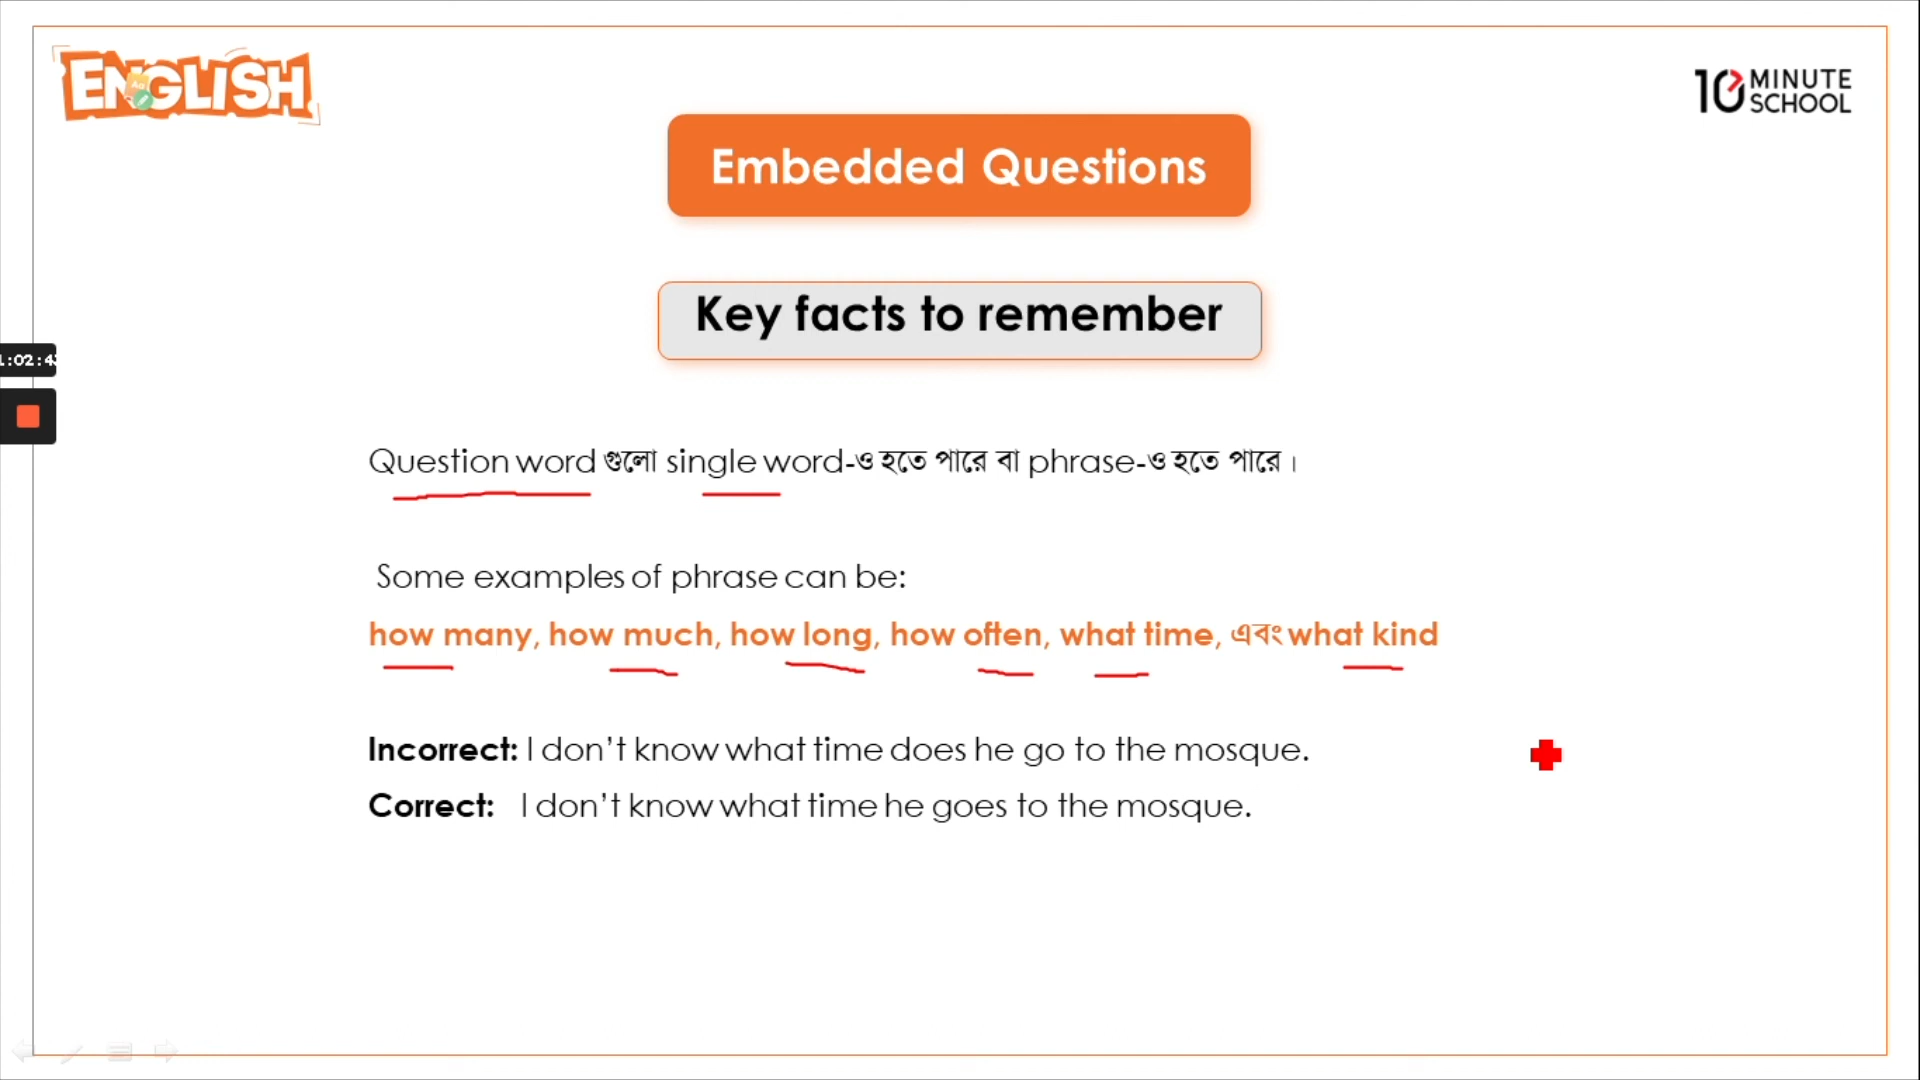 ENGLISH
10 MINUTE SCHOOL
Embedded Questions
Key facts to remember
1:02:4
Question word গুলো single word-ও হতে পারে বা phrase-ও হতে পারে।
Some examples of phrase can be:
how many, how much, how long, how often, what time, এবং what kind
Incorrect: I don’t know what time does he go to the mosque.
Correct: I don’t know what time he goes to the mosque.